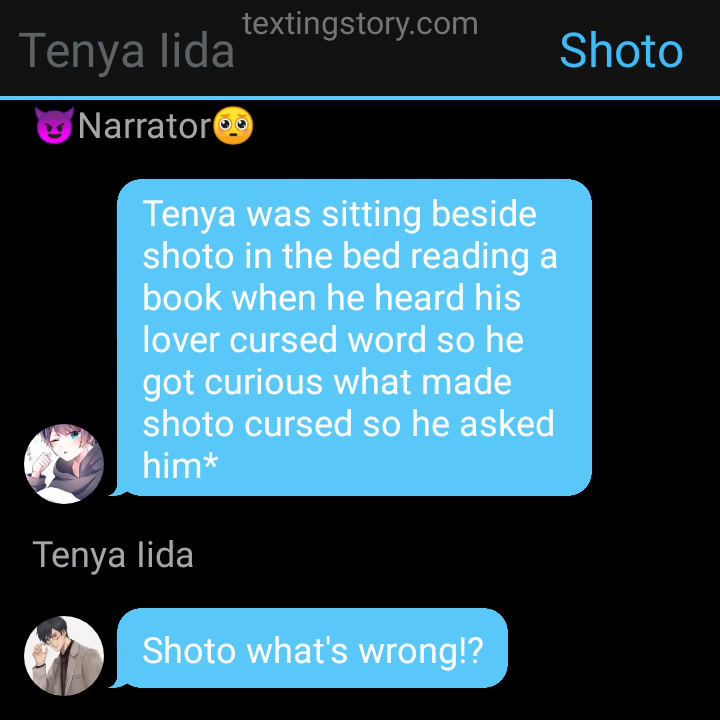 textingstory.com
Tenya Iida
Shoto
😈Narrator🥺
Tenya was sitting beside
shoto in the bed reading a
book when he heard his
lover cursed word so he
got curious what made
shoto cursed so he asked
him*
Tenya Iida
Shoto what's wrong!?